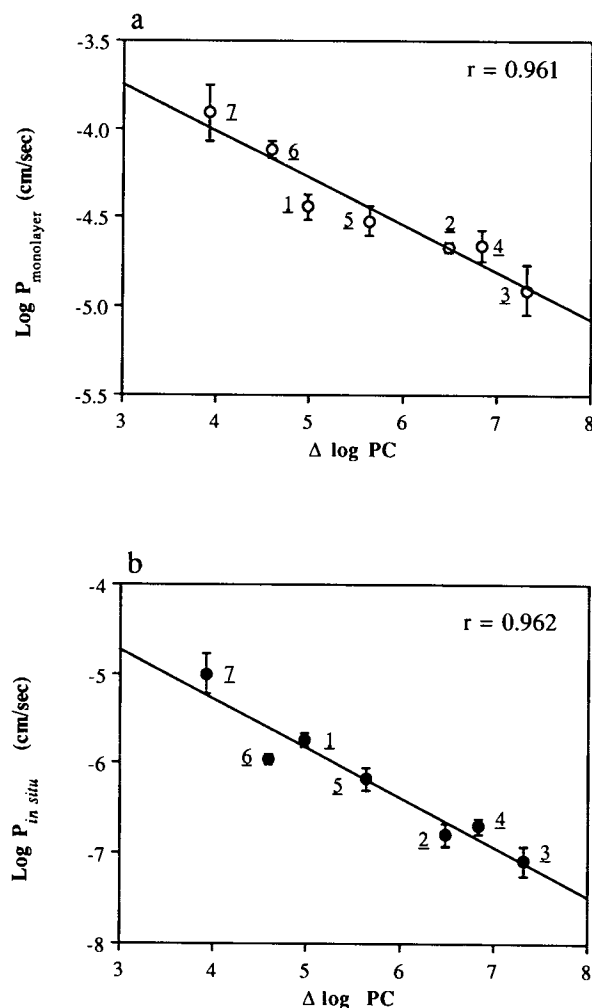 a
r = 0.961
-3.5
-4.0
-4.5
-5.0
-5.5
Log P monolayer (cm/sec)
7
6
1
5
2
4
3
3 4 5 6 7 8
Δ log PC
b
r = 0.962
-4
-5
-6
-7
-8
Log P in situ (cm/sec)
7
6
1
5
2
4
3
3 4 5 6 7 8
Δ log PC